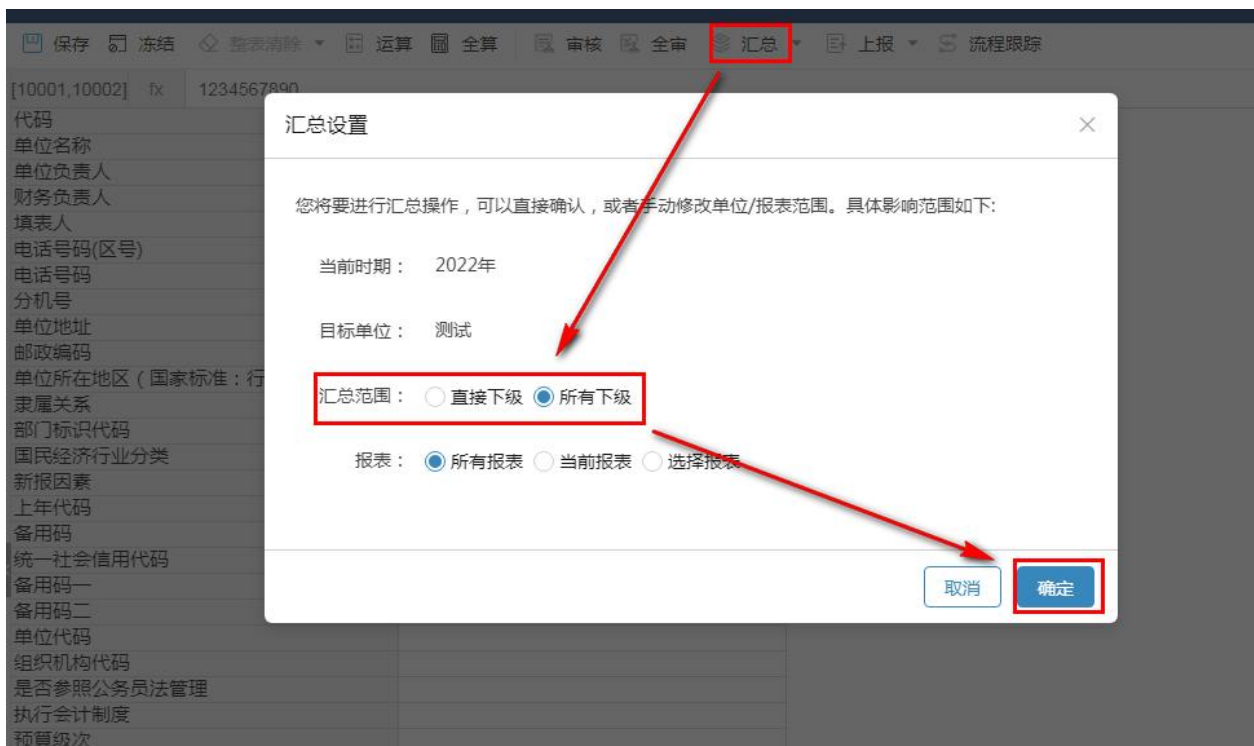 保存 冻结 整表清除 运算 全算 审核 全审 汇总 上报 流程跟踪
[10001,10002] fx 1234567890
代码
汇总设置
单位名称
单位负责人
财务负责人
您将要进行汇总操作，可以直接确认，或者手动修改单位/报表范围。具体影响范围如下:
填表人
电话号码(区号)
当前时期： 2022年
电话号码
分机号
单位地址
目标单位： 测试
邮政编码
单位所在地区（国家标准：行
汇总范围： 直接下级 所有下级
隶属关系
部门标识代码
国民经济行业分类
报表： 所有报表 当前报表 选择报表
新报因素
上年代码
备用码
统一社会信用代码
备用码一
取消 确定
备用码二
单位代码
组织机构代码
是否参照公务员法管理
执行会计制度
预算级次